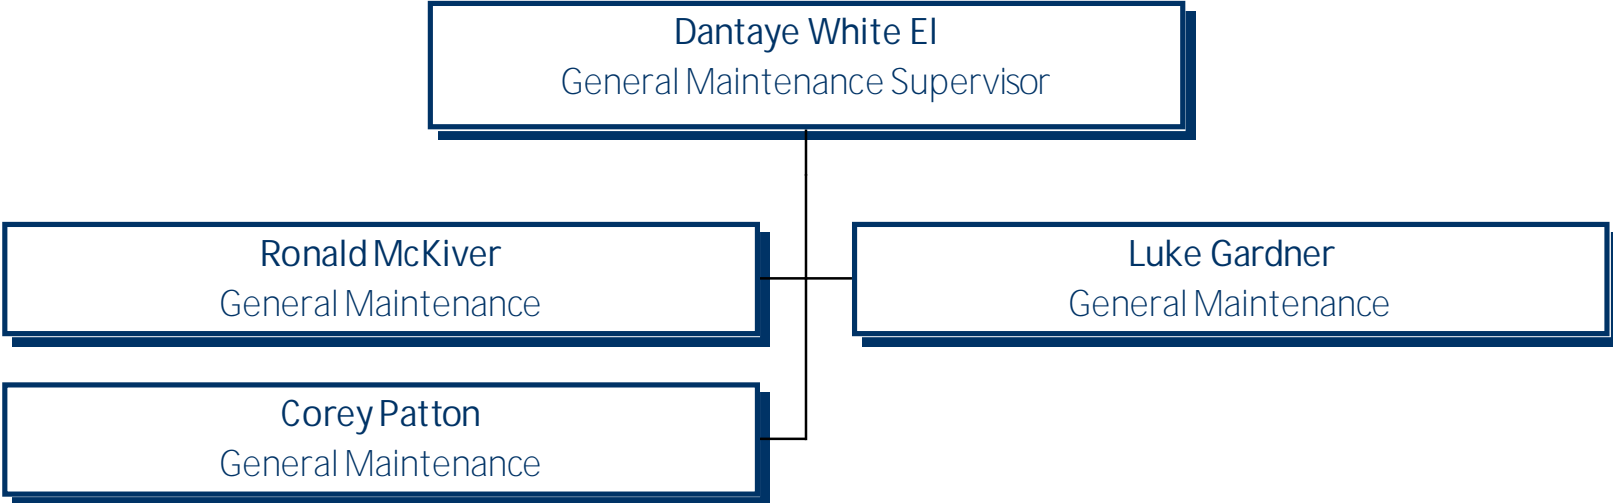 Dantaye White El
General Maintenance Supervisor
Ronald McKiver
General Maintenance
Luke Gardner
General Maintenance
Corey Patton
General Maintenance